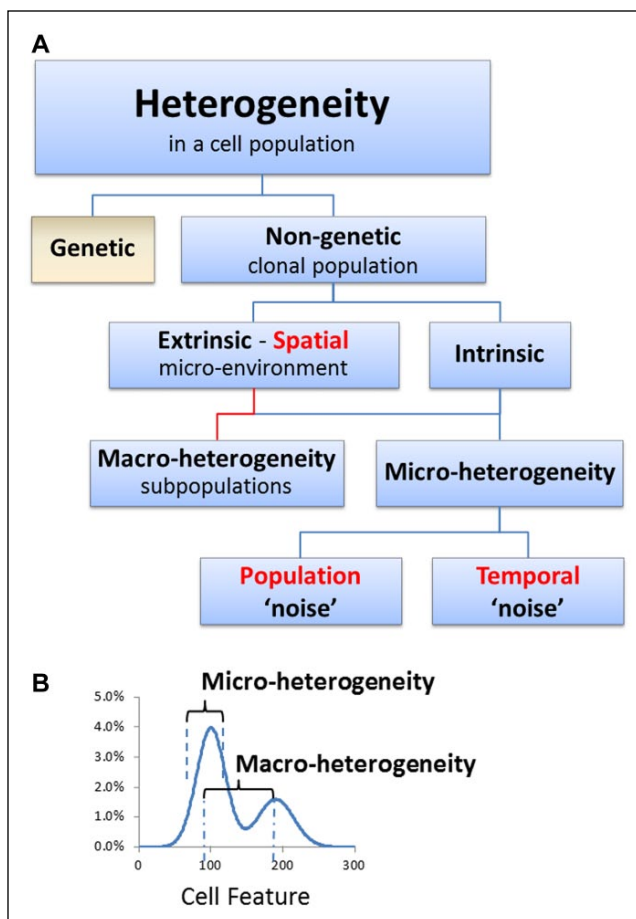 A
Heterogeneity
in a cell population
Genetic
Non-genetic
clonal population
Extrinsic - Spatial
micro-environment
Intrinsic
Macro-heterogeneity
subpopulations
Micro-heterogeneity
Population
‘noise’
Temporal
‘noise’
B
Micro-heterogeneity
5.0%
4.0%
Macro-heterogeneity
3.0%
2.0%
1.0%
0.0%
0 100 200 300
Cell Feature